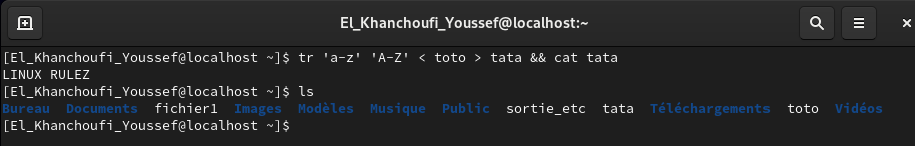 El_Khanchoufi_Youssef@localhost:~
[El_Khanchoufi_Youssef@localhost ~]$ tr 'a-z' 'A-Z' < toto > tata && cat tata
LINUX RULEZ
[El_Khanchoufi_Youssef@localhost ~]$ ls
Bureau  Documents  fichier1  Images  Modèles  Musique  Public  sortie_etc  tata  Téléchargements  toto  Vidéos
[El_Khanchoufi_Youssef@localhost ~]$